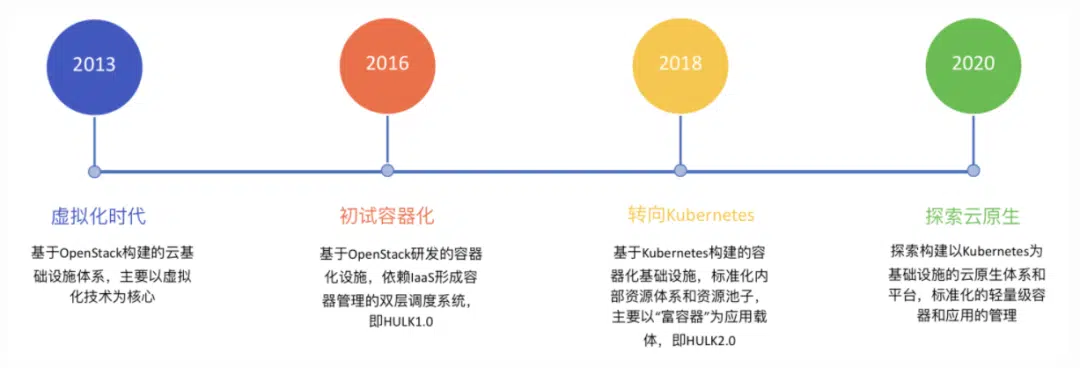 2013
2016
2018
2020
虚拟化时代
基于OpenStack构建的云基
础设施体系，主要以虚拟
化技术为核心
初试容器化
基于OpenStack研发的容器
化设施，依赖IaaS形成容
器管理的双层调度系统，
即HULK1.0
转向Kubernetes
基于Kubernetes构建的容
器化基础设施，标准化内
部资源体系和资源池子，
主要以“富容器”为应用载
体，即HULK2.0
探索云原生
探索构建以Kubernetes为
基础设施的云原生体系和
平台，标准化的轻量级容
器和应用的管理